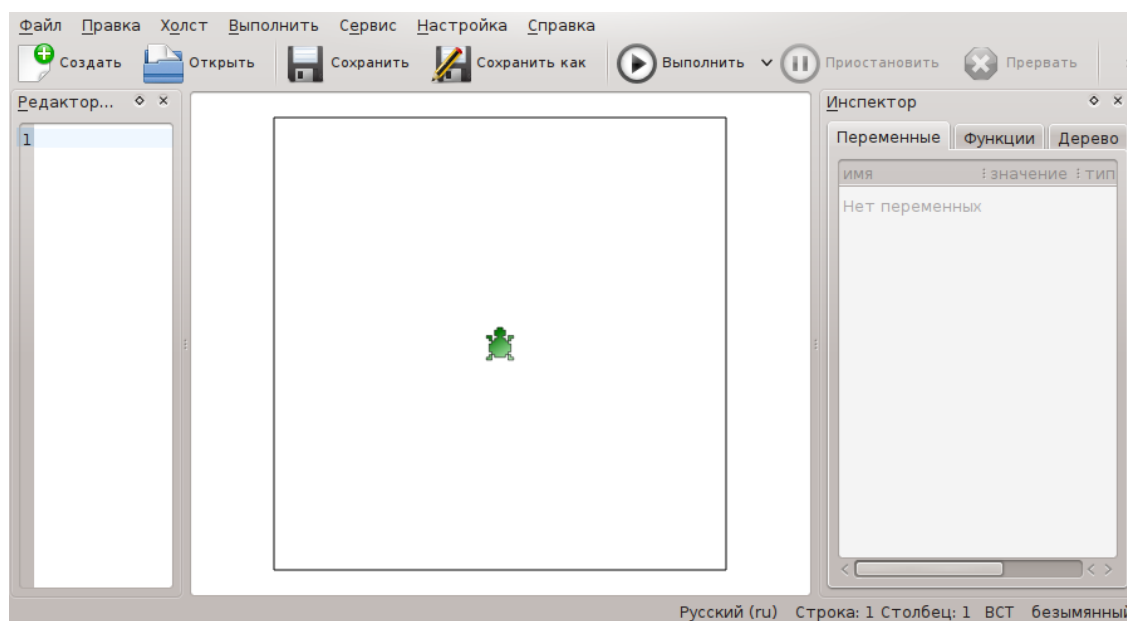 Файл Правка Холст Выполнить Сервис Настройка Справка
Создать Открыть Сохранить Сохранить как Выполнить Приостановить Прервать
Редактор... Инспектор
1
Переменные Функции Дерево
имя значение тип
Нет переменных
Русский (ru) Строка: 1 Столбец: 1 ВСТ безымянный